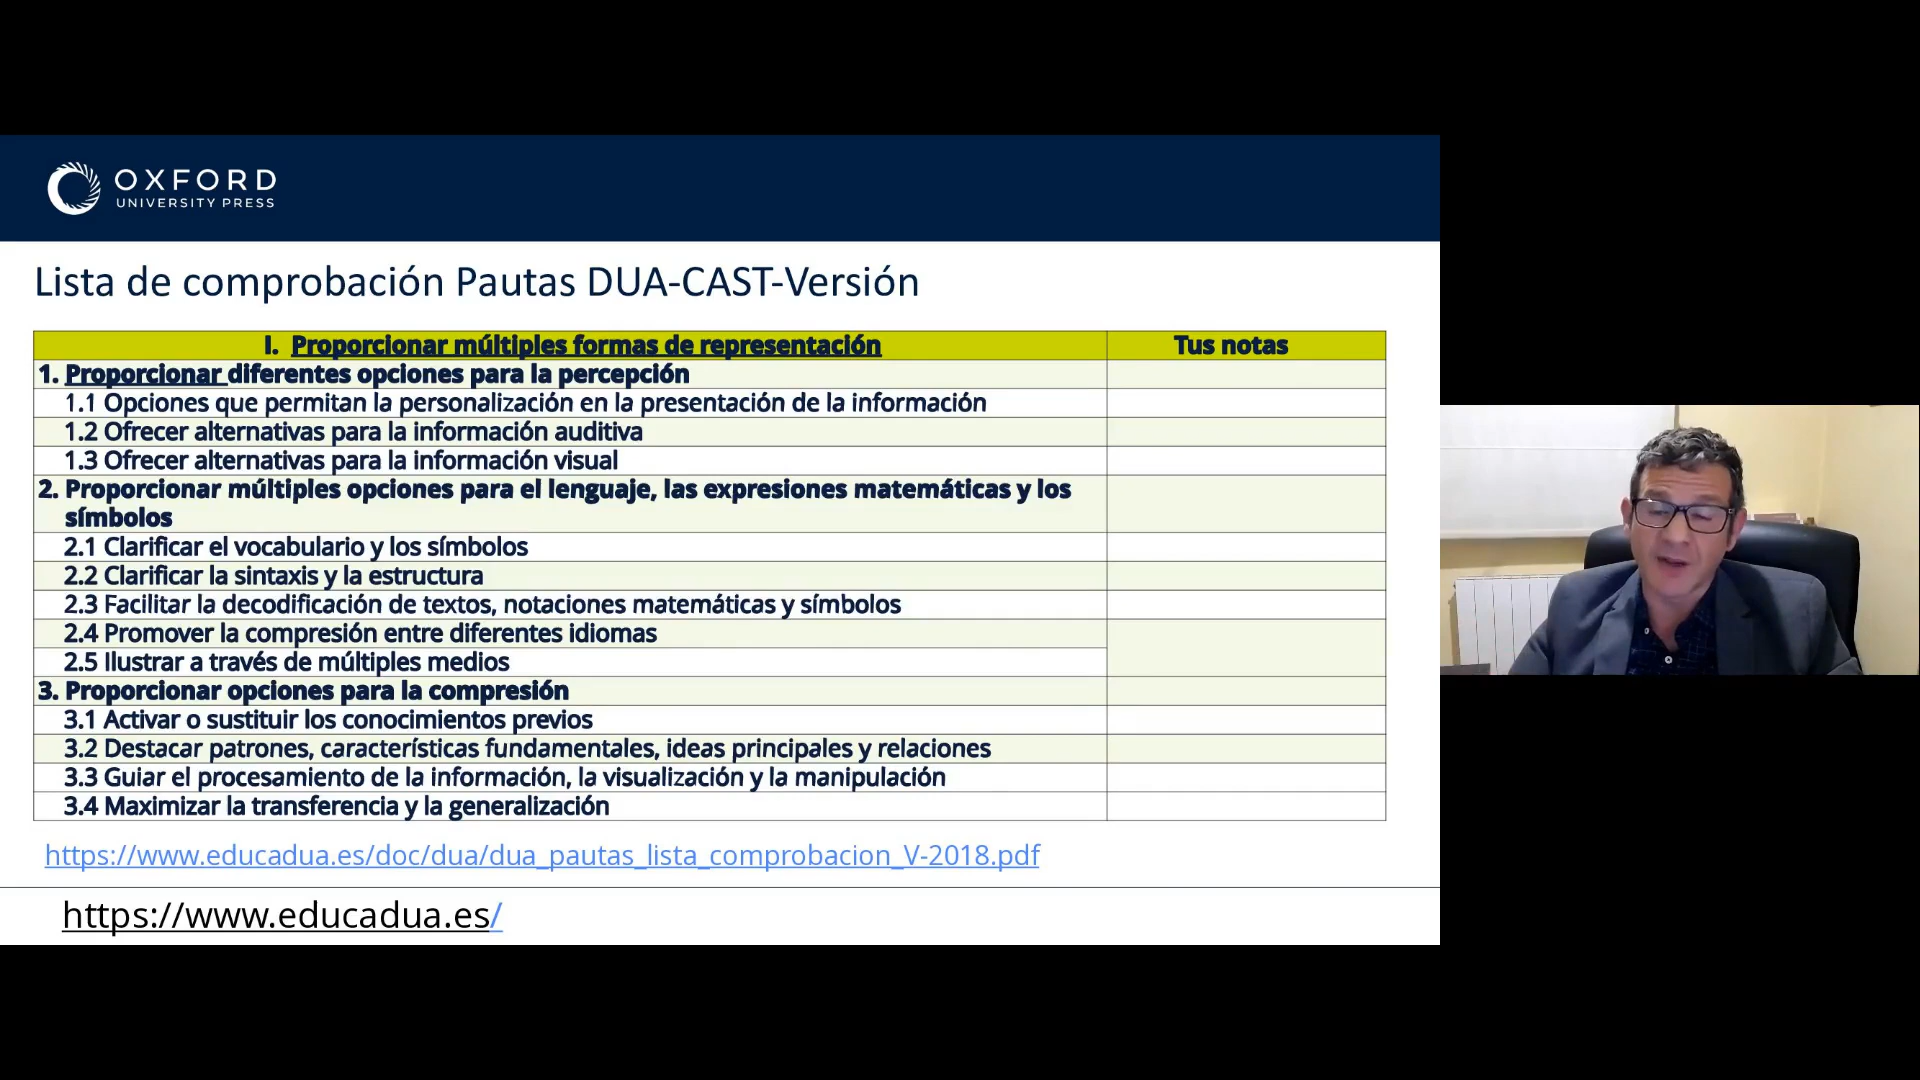 OXFORD
UNIVERSITY PRESS
Lista de comprobación Pautas DUA-CAST-Versión
I. Proporcionar múltiples formas de representación
Tus notas
1. Proporcionar diferentes opciones para la percepción
1.1 Opciones que permitan la personalización en la presentación de la información
1.2 Ofrecer alternativas para la información auditiva
1.3 Ofrecer alternativas para la información visual
2. Proporcionar múltiples opciones para el lenguaje, las expresiones matemáticas y los
símbolos
2.1 Clarificar el vocabulario y los símbolos
2.2 Clarificar la sintaxis y la estructura
2.3 Facilitar la decodificación de textos, notaciones matemáticas y símbolos
2.4 Promover la compresión entre diferentes idiomas
2.5 Ilustrar a través de múltiples medios
3. Proporcionar opciones para la compresión
3.1 Activar o sustituir los conocimientos previos
3.2 Destacar patrones, características fundamentales, ideas principales y relaciones
3.3 Guiar el procesamiento de la información, la visualización y la manipulación
3.4 Maximizar la transferencia y la generalización
https://www.educadua.es/doc/dua/dua_pautas_lista_comprobacion_V-2018.pdf
https://www.educadua.es/